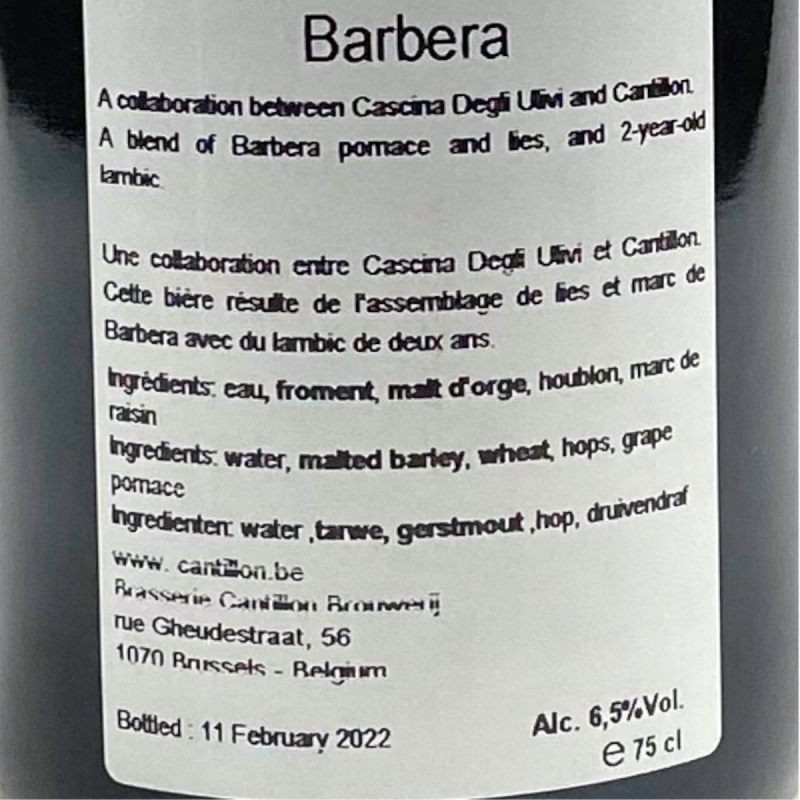 Barbera
A collaboration between Cascina Degli Ulivi and Cantillon.
A blend of Barbera pomace and lies, and 2-year-old
lambic.
Une collaboration entre Cascina Degli Ulivi et Cantillon.
Cette bière résulte de l'assemblage de lies et marc de
Barbera avec du lambic de deux ans.
Ingrédients: eau, froment, malt d'orge, houblon, marc de
raisin
Ingredients: water, malted barley, wheat, hops, grape
pomace
Ingredienten: water ,tarwe, gerstmout ,hop, druivendraf
www. cantillon.be
Brasserie Cantillon Brouwerij
rue Gheudestraat, 56
1070 Brussels - Belgium
Bottled : 11 February 2022
Alc. 6,5%Vol.
e 75 cl